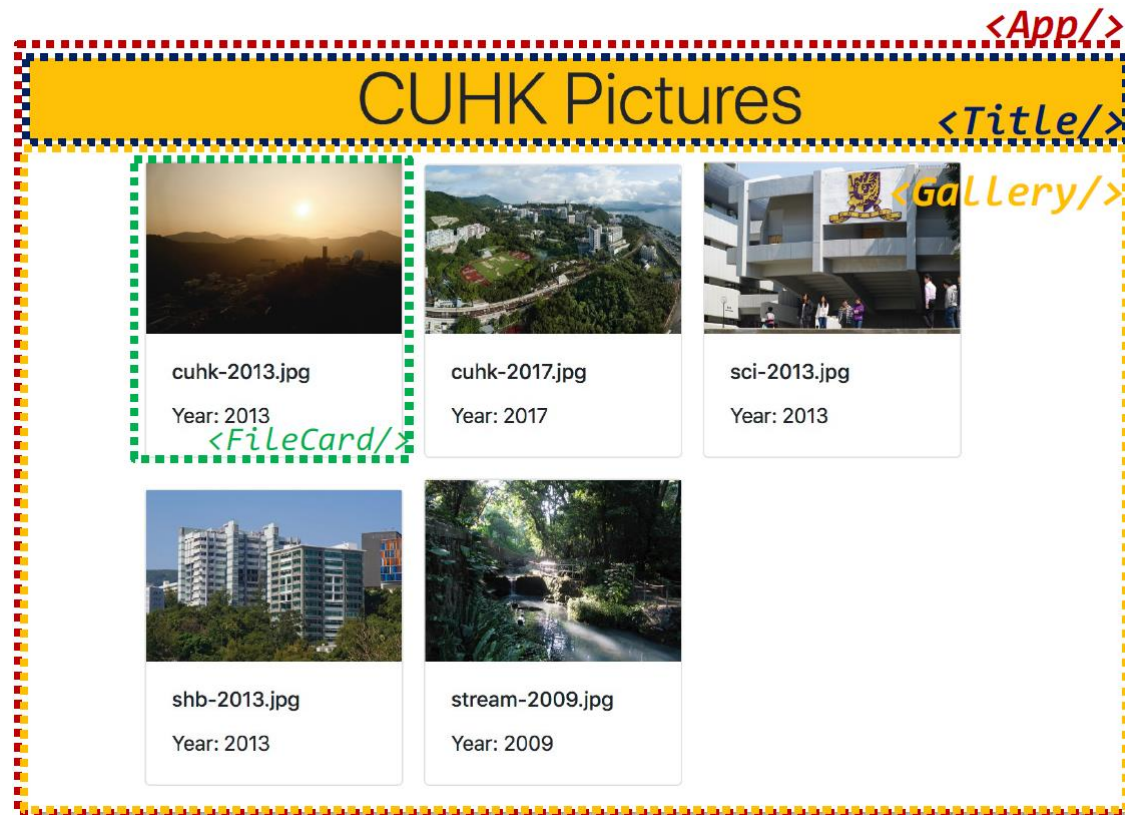 <App/>
CUHK Pictures
<Title/>
<Gallery/>
cuhk-2013.jpg
Year: 2013
<FileCard/>
cuhk-2017.jpg
Year: 2017
sci-2013.jpg
Year: 2013
shb-2013.jpg
Year: 2013
stream-2009.jpg
Year: 2009